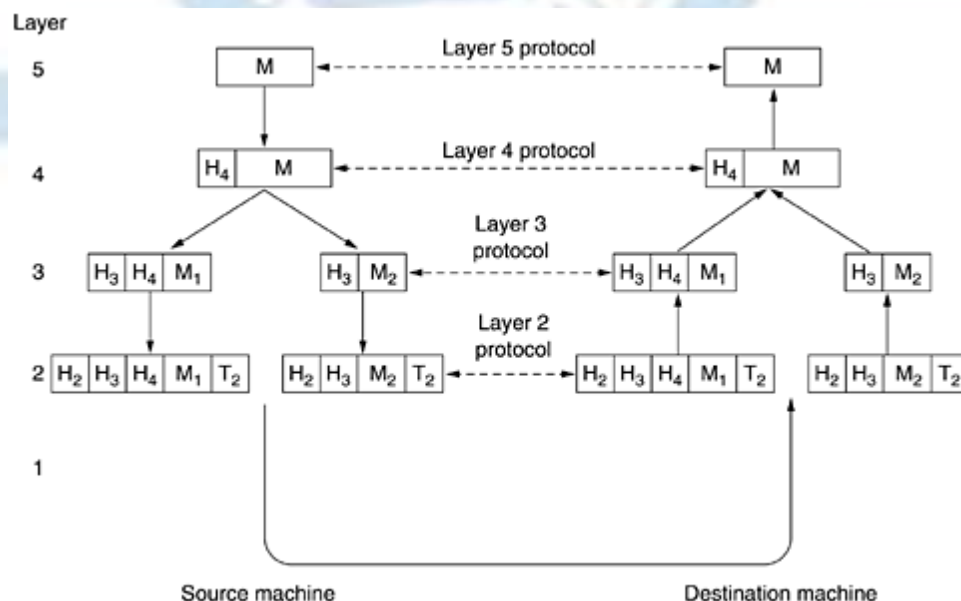 Layer
5 M Layer 5 protocol M
4 H₄ M Layer 4 protocol H₄ M
3 H₃ H₄ M₁ H₃ M₂ Layer 3 protocol H₃ H₄ M₁ H₃ M₂
2 H₂ H₃ H₄ M₁ T₂ H₂ H₃ M₂ T₂ Layer 2 protocol H₂ H₃ H₄ M₁ T₂ H₂ H₃ M₂ T₂
1
Source machine Destination machine